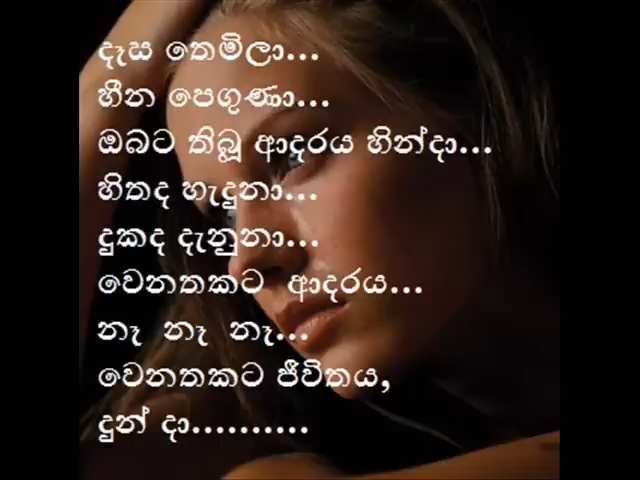 දෑස තෙමිලා...
හීන පෙගුණා...
ඔබට තිබූ ආදරය හින්දා...
හිතද හැඳුනා...
දුකද දැනුනා...
වෙනතකට ආදරය...
නෑ නෑ නෑ...
වෙනතකට ජීවිතය,
දුන් දා..........